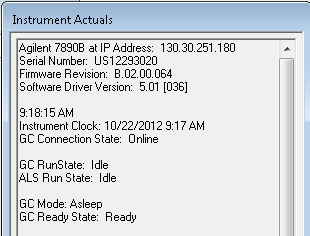 Instrument Actuals
Agilent 7890B at IP Address: 130.30.251.180
Serial Number: US12293020
Firmware Revision: B.02.00.064
Software Driver Version: 5.01 [036]
9:18:15 AM
Instrument Clock: 10/22/2012 9:17 AM
GC Connection State: Online
GC RunState: Idle
ALS Run State: Idle
GC Mode: Asleep
GC Ready State: Ready